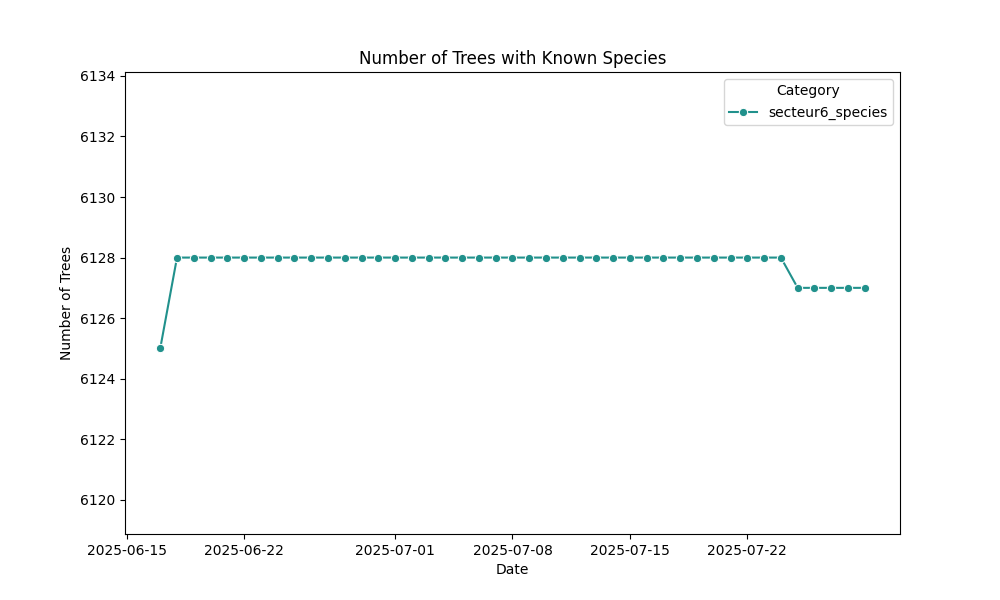 Number of Trees with Known Species
Category
secteur6_species
Number of Trees
6134
6132
6130
6128
6126
6124
6122
6120
2025-06-15
2025-06-22
2025-07-01
2025-07-08
2025-07-15
2025-07-22
Date